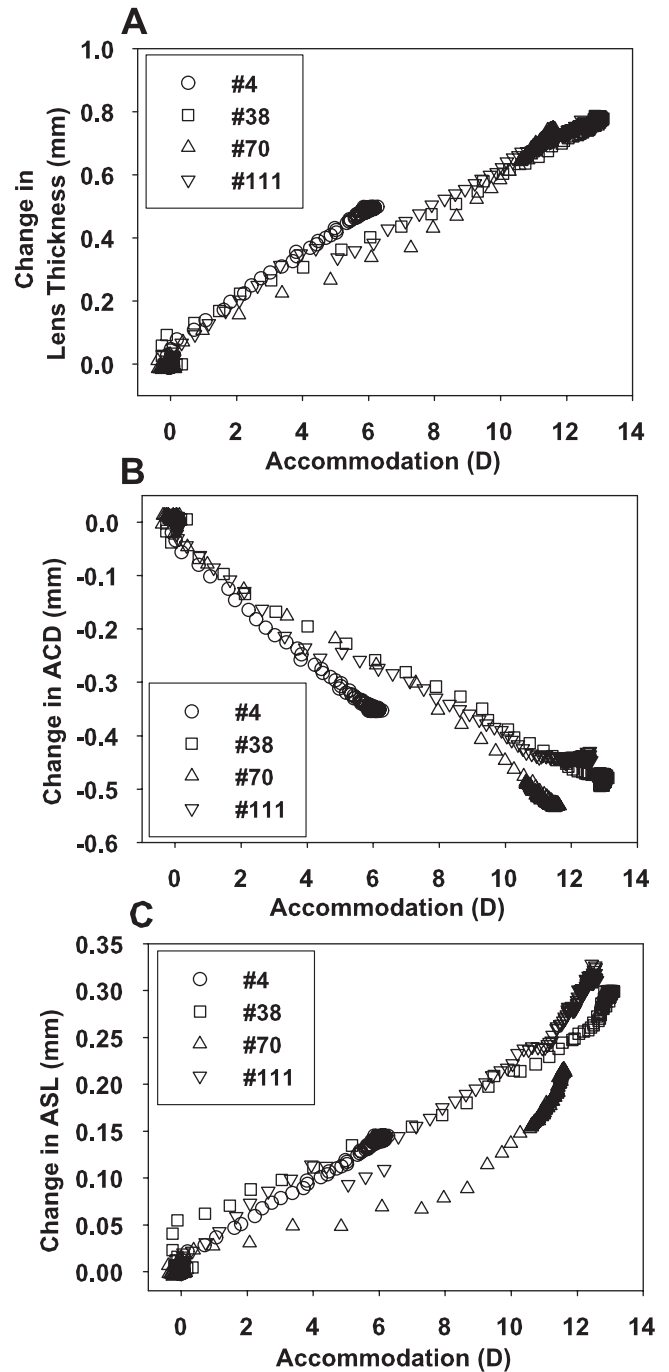 A
Change in
Lens Thickness (mm)
1.0
0.8
0.6
0.4
0.2
0.0
#4
#38
#70
#111
0 2 4 6 8 10 12 14
Accommodation (D)
B
Change in ACD (mm)
0.0
-0.1
-0.2
-0.3
-0.4
-0.5
-0.6
#4
#38
#70
#111
0 2 4 6 8 10 12 14
Accommodation (D)
C
Change in ASL (mm)
0.35
0.30
0.25
0.20
0.15
0.10
0.05
0.00
#4
#38
#70
#111
0 2 4 6 8 10 12 14
Accommodation (D)